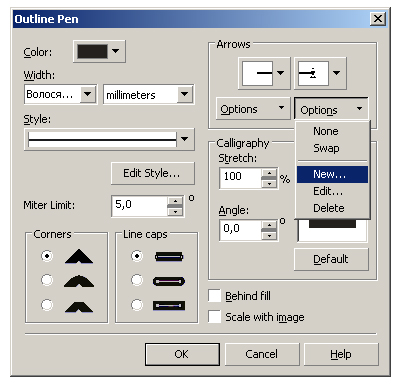 Outline Pen
Color:
Width:
Волося... millimeters
Style:
Edit Style...
Miter Limit: 5,0 °
Corners
Line caps
Arrows
Options Options
None
Swap
New...
Edit...
Delete
Calligraphy
Stretch:
100 %
Angle:
0,0 °
Default
Behind fill
Scale with image
OK Cancel Help